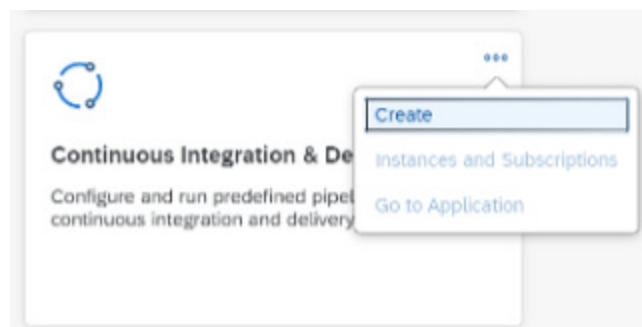 Create
Continuous Integration & De
Instances and Subscriptions
Configure and run predefined pipel
Go to Application
continuous integration and delivery